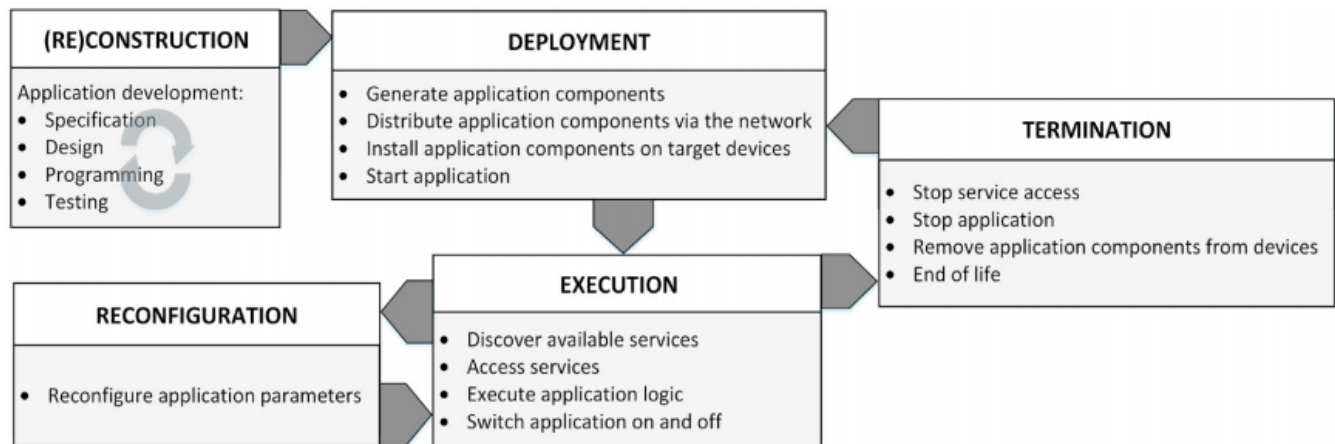 (RE)CONSTRUCTION
Application development:
• Specification
• Design
• Programming
• Testing
DEPLOYMENT
• Generate application components
• Distribute application components via the network
• Install application components on target devices
• Start application
TERMINATION
• Stop service access
• Stop application
• Remove application components from devices
• End of life
EXECUTION
• Discover available services
• Access services
• Execute application logic
• Switch application on and off
RECONFIGURATION
• Reconfigure application parameters